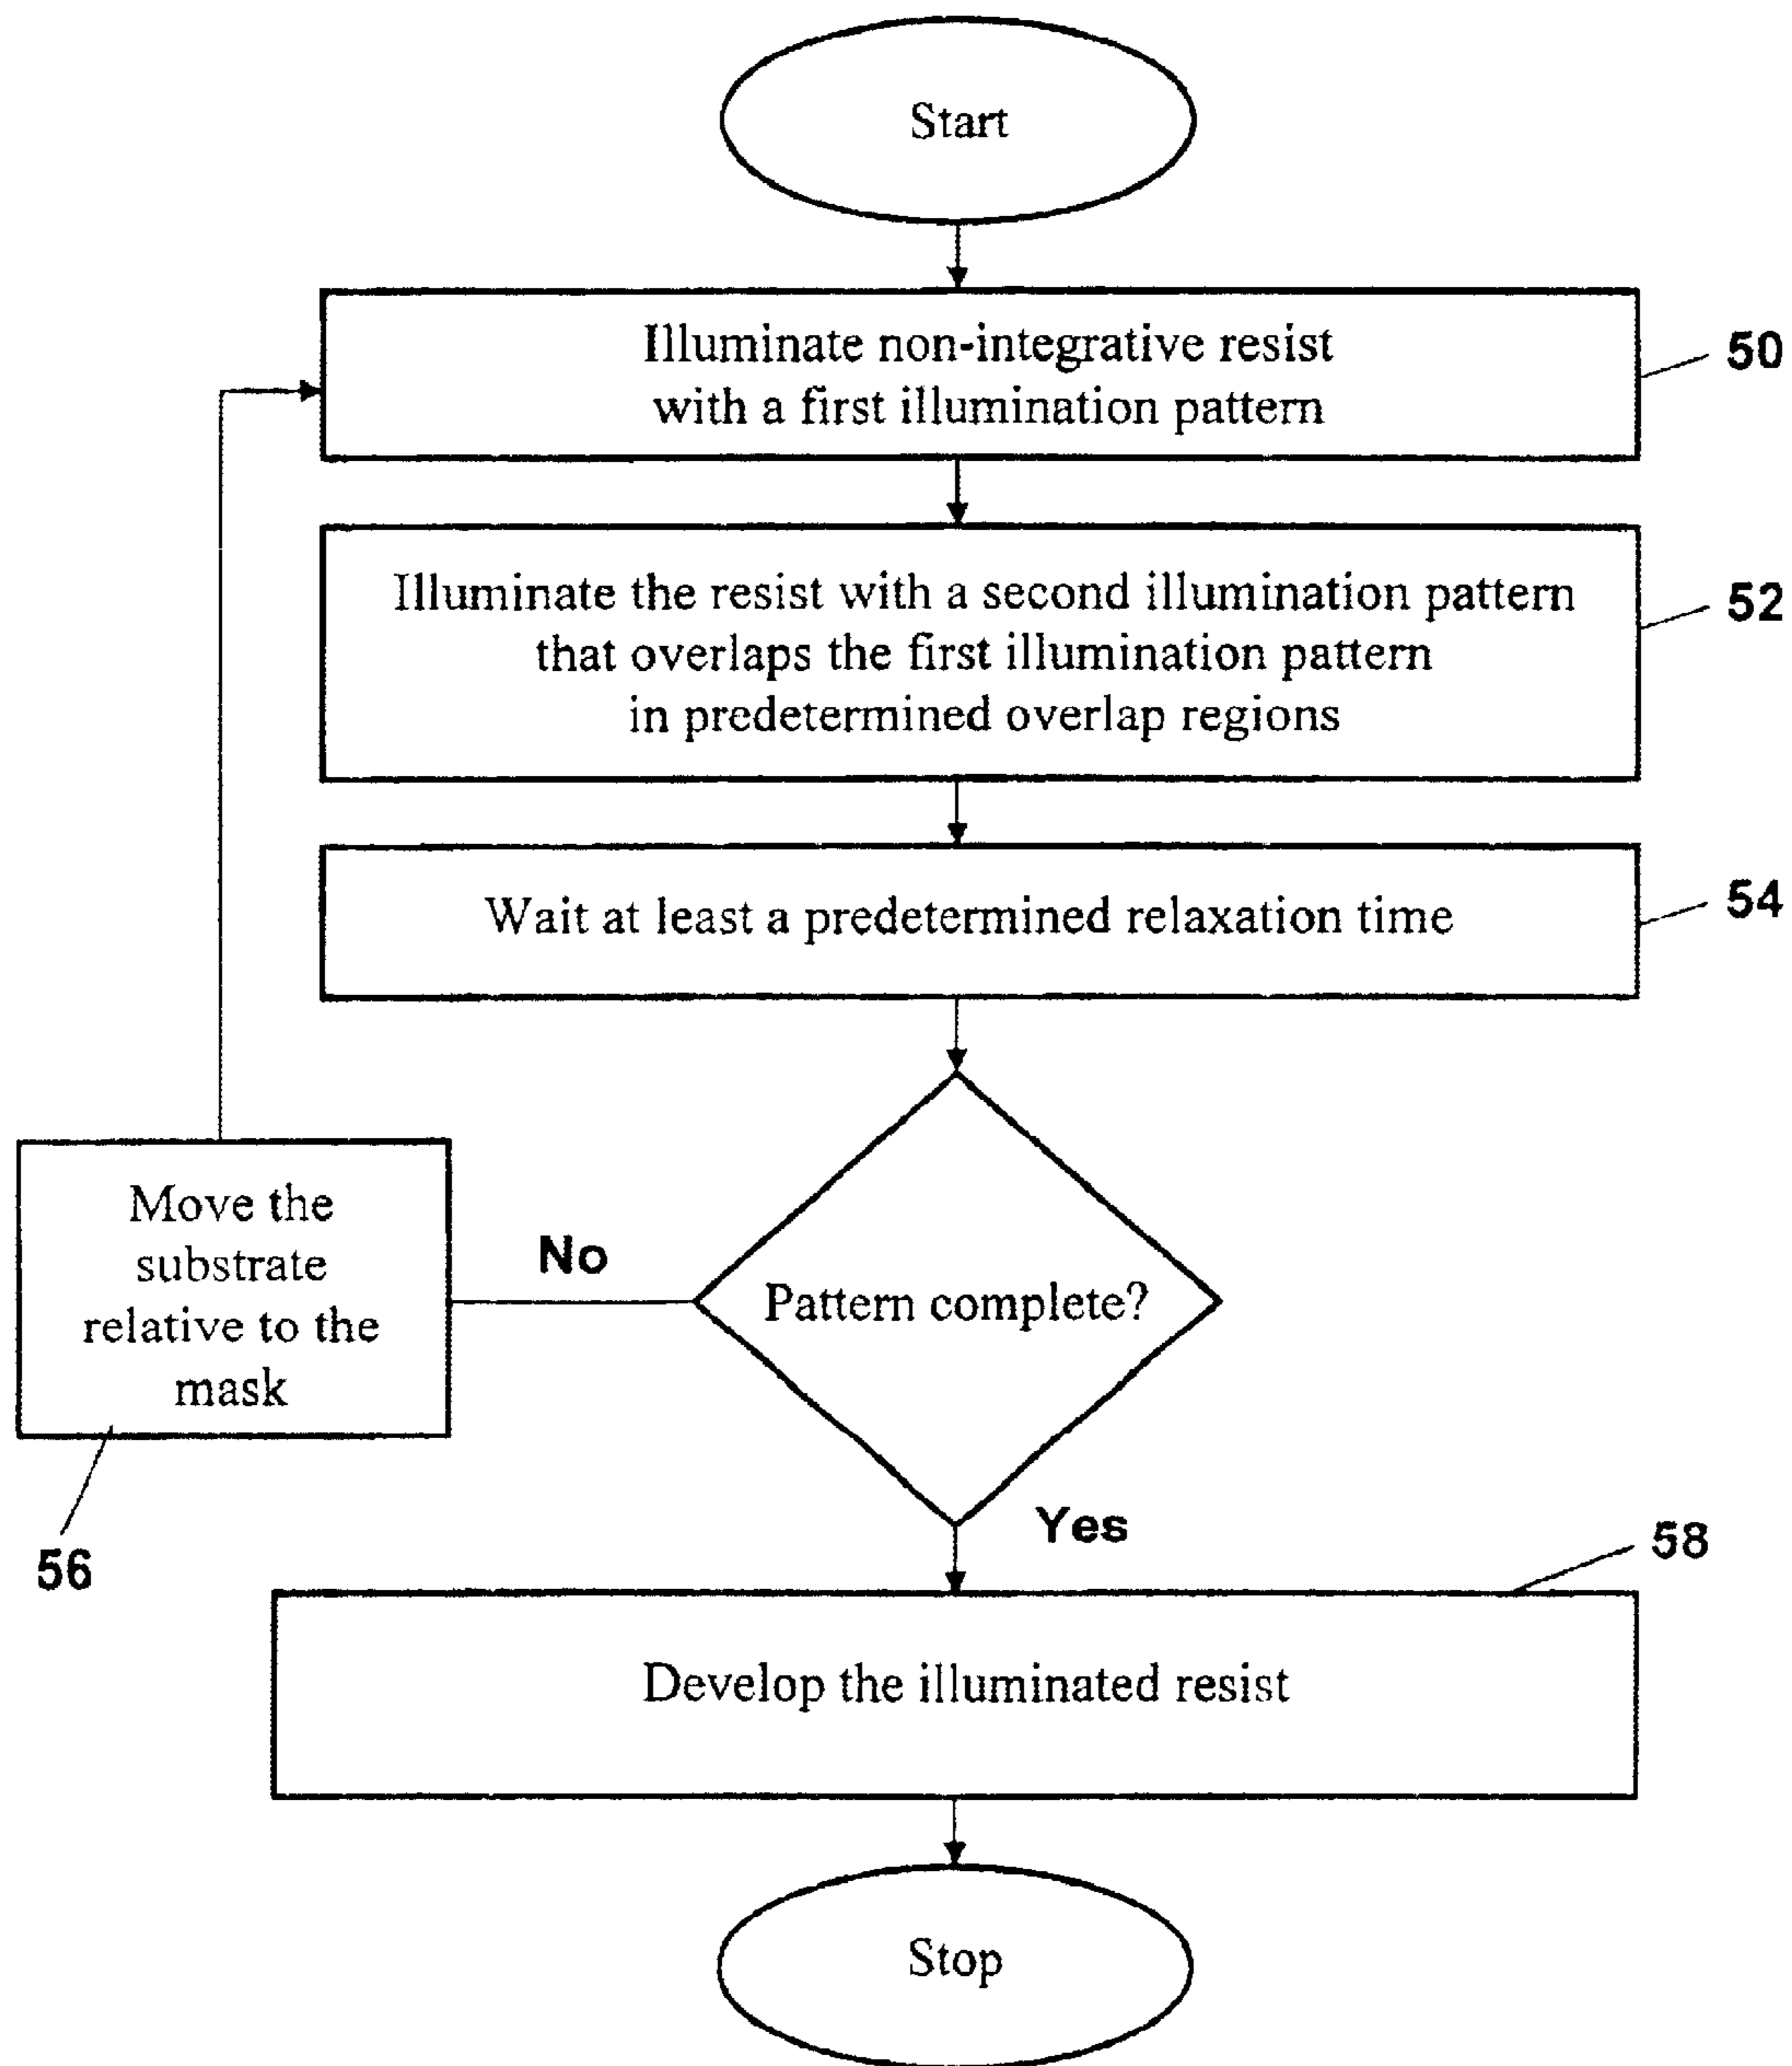 Start
Illuminate non-integrative resist
with a first illumination pattern
50
Illuminate the resist with a second illumination pattern
that overlaps the first illumination pattern
in predetermined overlap regions
52
Wait at least a predetermined relaxation time
54
Move the
substrate
relative to the
mask
56
No
Pattern complete?
Yes
58
Develop the illuminated resist
Stop